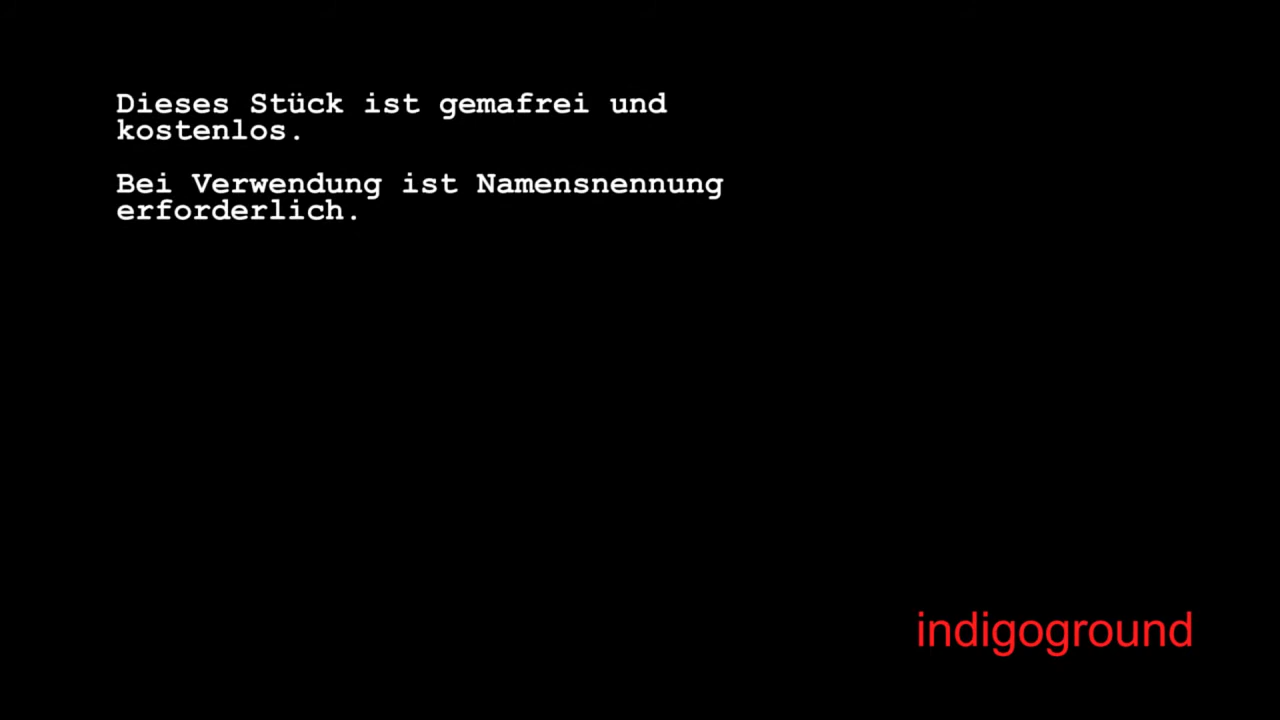 Dieses Stück ist gemafrei und
kostenlos.
Bei Verwendung ist Namensnennung
erforderlich.
indigoground